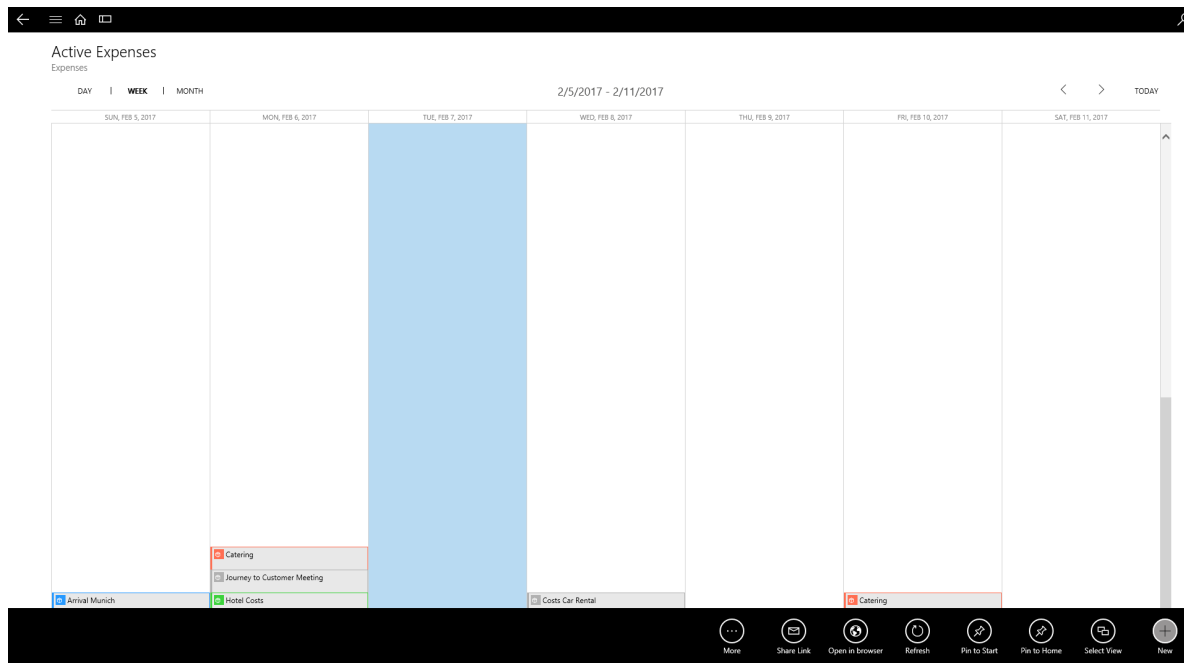 Active Expenses
Expenses
DAY | WEEK | MONTH 2/5/2017 - 2/11/2017 TODAY
SUN, FEB 5, 2017 MON, FEB 6, 2017 TUE, FEB 7, 2017 WED, FEB 8, 2017 THU, FEB 9, 2017 FRI, FEB 10, 2017 SAT, FEB 11, 2017
Catering
Journey to Customer Meeting
Arrival Munich Hotel Costs Costs Car Rental Catering
More Share Link Open in browser Refresh Pin to Start Pin to Home Select View New